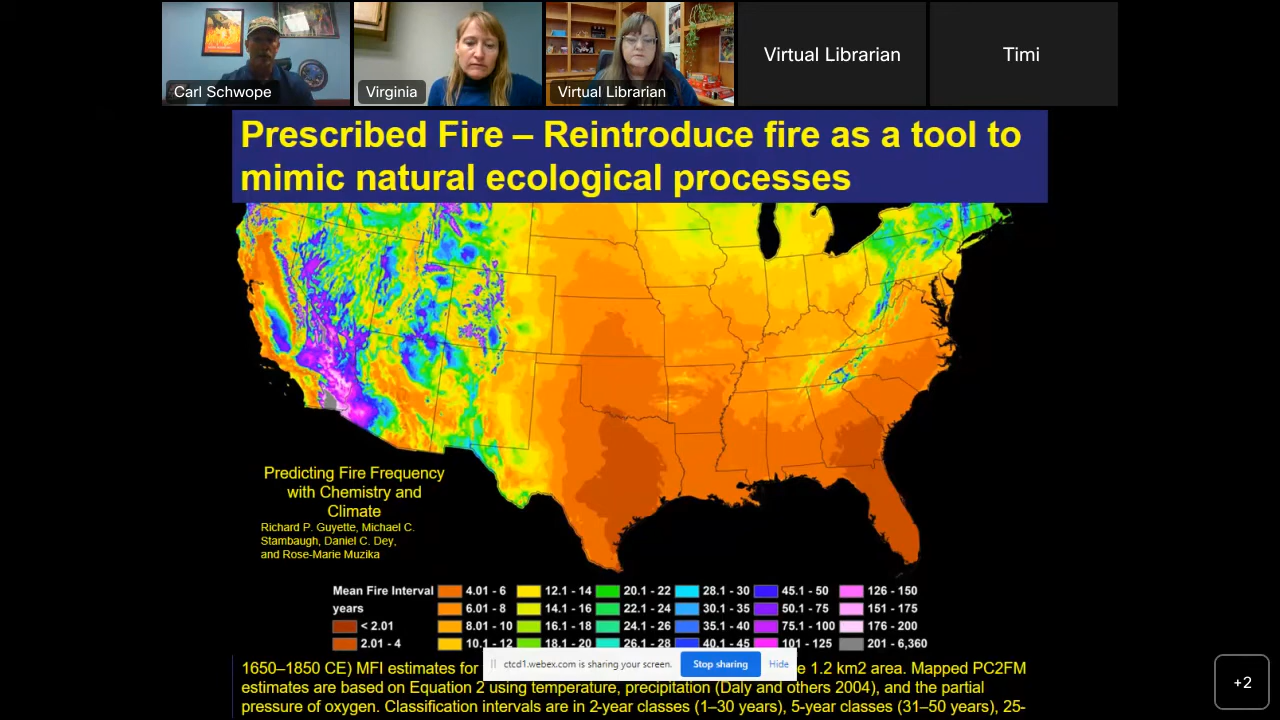 Carl Schwope
Virginia
Virtual Librarian
Virtual Librarian
Timi
Prescribed Fire – Reintroduce fire as a tool to
mimic natural ecological processes
Predicting Fire Frequency
with Chemistry and
Climate
Richard P. Guyette, Michael C.
Stambaugh, Daniel C. Dey,
and Rose-Marie Muzika
Mean Fire Interval 4.01 - 6 12.1 - 14 20.1 - 22 28.1 - 30 45.1 - 50 126 - 150
years 6.01 - 8 14.1 - 16 22.1 - 24 30.1 - 35 50.1 - 75 151 - 175
< 2.01 8.01 - 10 16.1 - 18 24.1 - 26 35.1 - 40 75.1 - 100 176 - 200
2.01 - 4 10.1 - 12 18.1 - 20 26.1 - 28 40.1 - 45 101 - 125 201 - 6,360
ctcd1.webex.com is sharing your screen. Stop sharing Hide
1650–1850 CE) MFI estimates for 1.2 km2 area. Mapped PC2FM
estimates are based on Equation 2 using temperature, precipitation (Daly and others 2004), and the partial
pressure of oxygen. Classification intervals are in 2-year classes (1–30 years), 5-year classes (31–50 years), 25-
+2